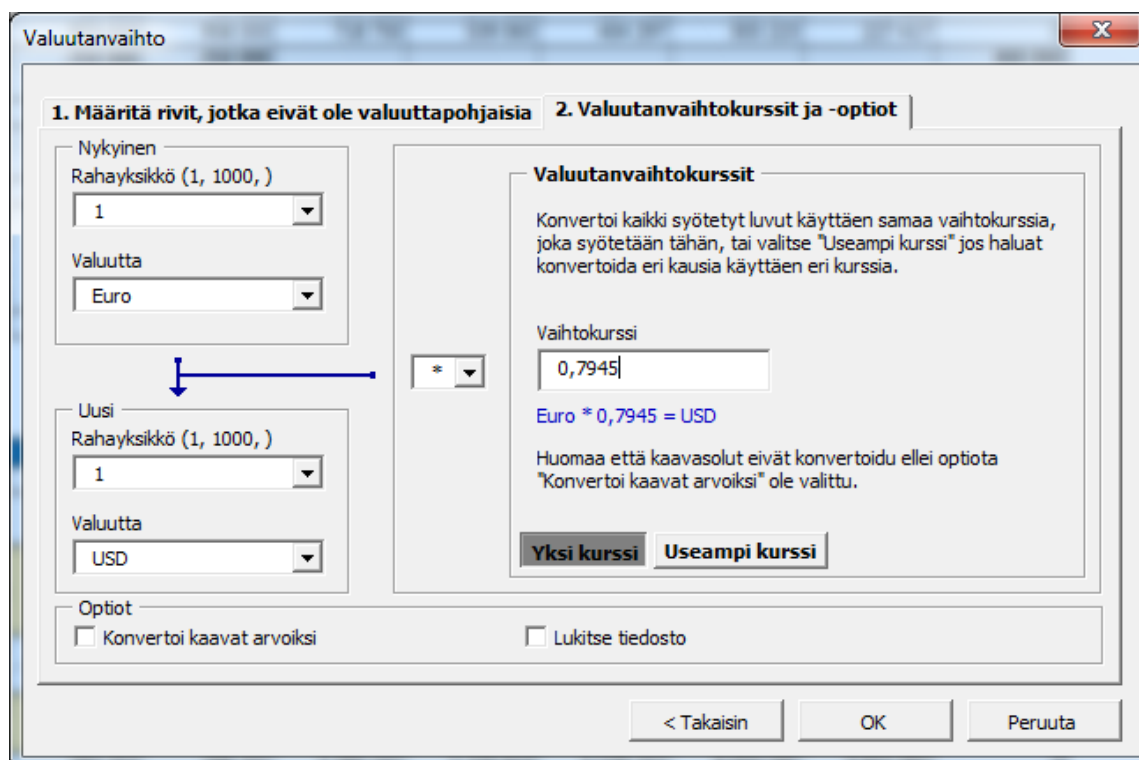 Valuutanvaihto
1. Määritä rivit, jotka eivät ole valuuttapohjaisia
2. Valuutanvaihtokurssit ja -optiot
Nykyinen
Rahayksikkö (1, 1000, )
1
Valuutta
Euro
Uusi
Rahayksikkö (1, 1000, )
1
Valuutta
USD
*
Valuutanvaihtokurssit
Konvertoi kaikki syötetyt luvut käyttäen samaa vaihtokurssia,
joka syötetään tähän, tai valitse "Useampi kurssi" jos haluat
konvertoida eri kausia käyttäen eri kurssia.
Vaihtokurssi
0,7945
Euro * 0,7945 = USD
Huomaa että kaavasolut eivät konvertoidu ellei optiota
"Konvertoi kaavat arvoiksi" ole valittu.
Yksi kurssi
Useampi kurssi
Optiot
Konvertoi kaavat arvoiksi
Lukitse tiedosto
< Takaisin
OK
Peruuta